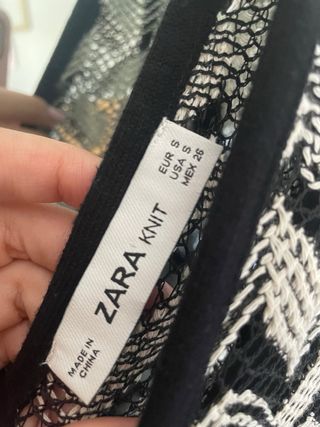 EUR S
USA S
MEX 26
ZARA KNIT
MADE IN
CHINA